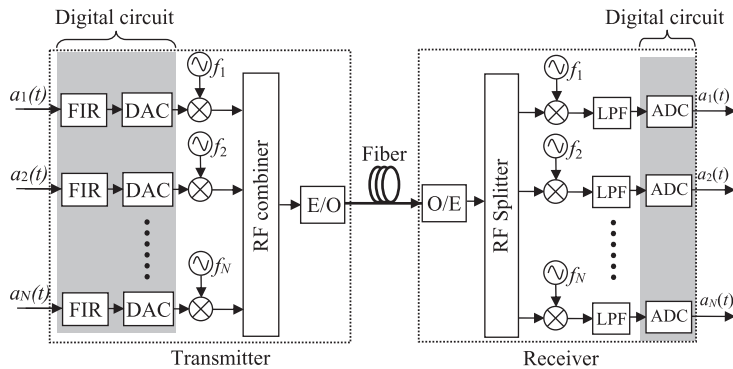 Digital circuit
Digital circuit
a1(t) FIR DAC f1
a2(t) FIR DAC f2
aN(t) FIR DAC fN
RF combiner
E/O
Fiber
O/E
RF Splitter
f1 LPF ADC a1(t)
f2 LPF ADC a2(t)
fN LPF ADC aN(t)
Transmitter
Receiver